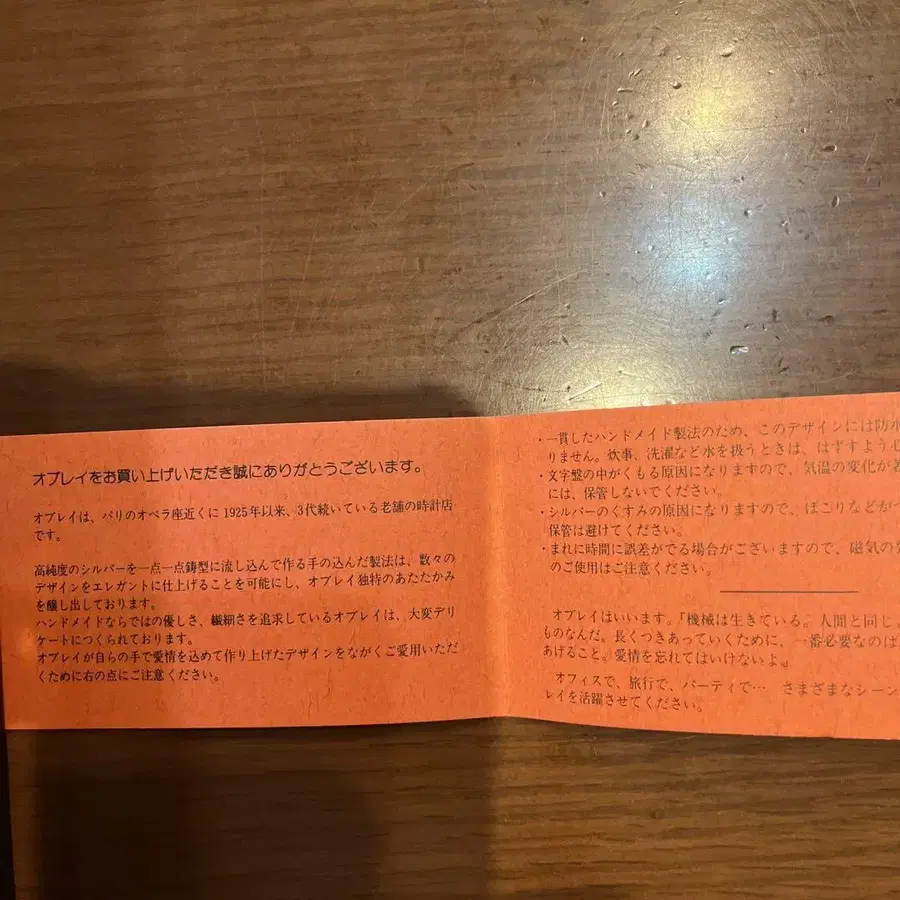 オブレイをお買い上げいただき誠にありがとうございます。
オブレイは、パリのオペラ座近くに1925年以来、3代続いている老舗の時計店
です。
高純度のシルバーを一点一点鋳型に流し込んで作る手の込んだ製法は、数々の
デザインをエレガントに仕上げることを可能にし、オブレイ独特のあたたかみ
を醸し出しております。
ハンドメイドならではの優しさ、繊細さを追求しているオブレイは、大変デリ
ケートにつくられております。
オブレイが自らの手で愛情を込めて作り上げたデザインをながくご愛用いただ
くために右の点にご注意ください。
・一貫したハンドメイド製法のため、このデザインには防水
りません。炊事、洗濯など水を扱うときは、はずすよう心
・文字盤の中がくもる原因になりますので、気温の変化が著
には、保管しないでください。
・シルバーのくすみの原因になりますので、ほこりなどがつ
保管は避けてください。
・まれに時間に誤差がでる場合がございますので、磁気の
のご使用はご注意ください。
オブレイはいいます。「機械は生きている。人間と同じ
ものなんだ。長くつきあっていくために、一番必要なのは
あげること。愛情を忘れてはいけないよ。」
オフィスで、旅行で、パーティで… さまざまなシーン
レイを活躍させてください。